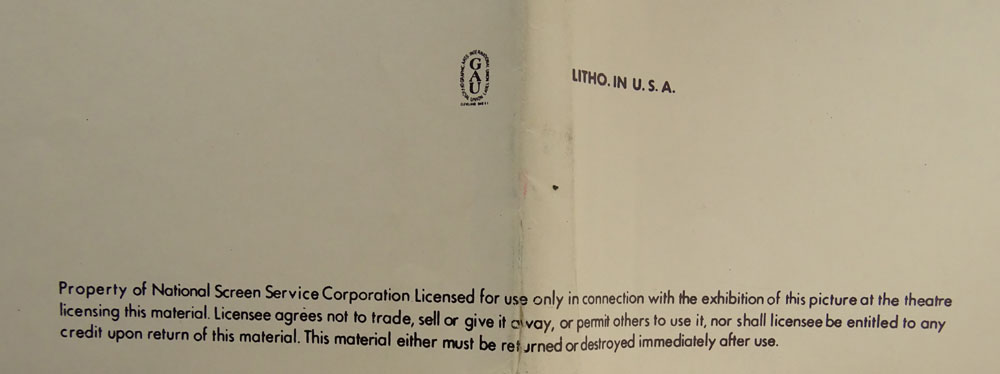 GAU
LITHO. IN U. S. A.
Property of National Screen Service Corporation Licensed for use only in connection with the exhibition of this picture at the theatre
licensing this material. Licensee agrees not to trade, sell or give it away, or permit others to use it, nor shall licensee be entitled to any
credit upon return of this material. This material either must be returned or destroyed immediately after use.